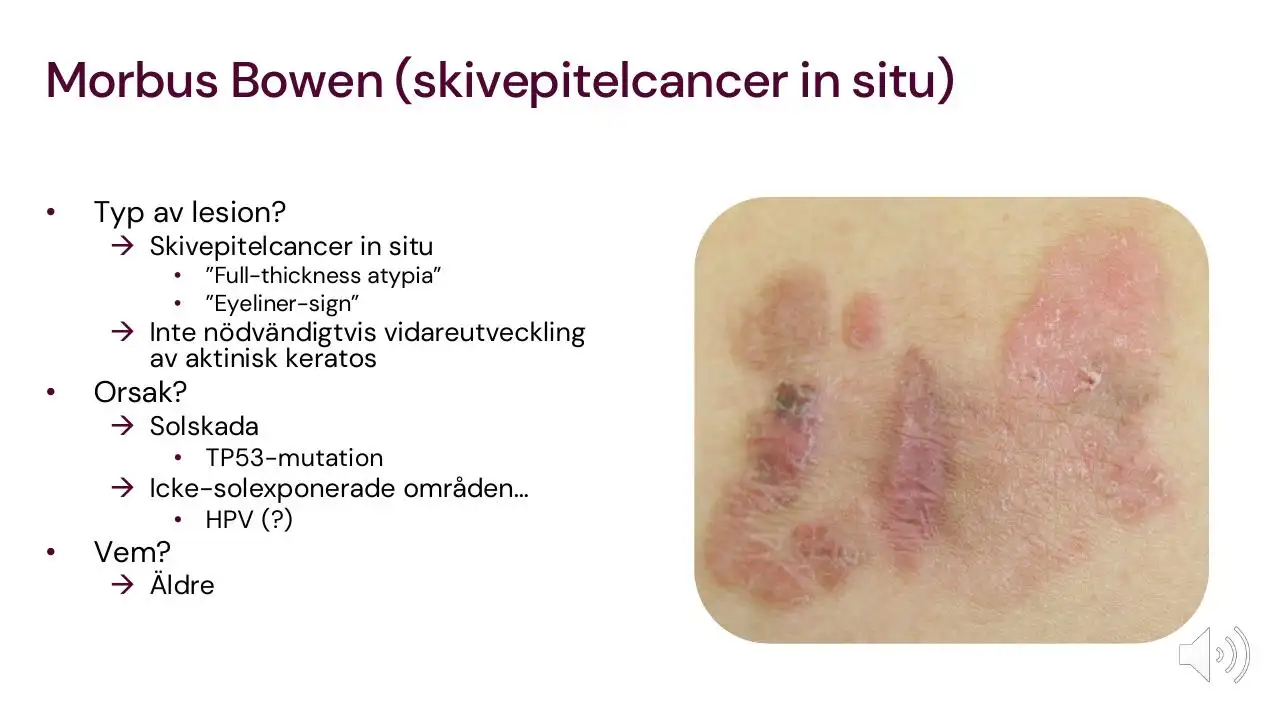 Morbus Bowen (skivepitelcancer in situ)
• Typ av lesion?
→ Skivepitelcancer in situ
• ”Full-thickness atypia”
• ”Eyeliner-sign”
→ Inte nödvändigtvis vidareutveckling
av aktinisk keratos
• Orsak?
→ Solskada
• TP53-mutation
→ Icke-solexponerade områden…
• HPV (?)
• Vem?
→ Äldre